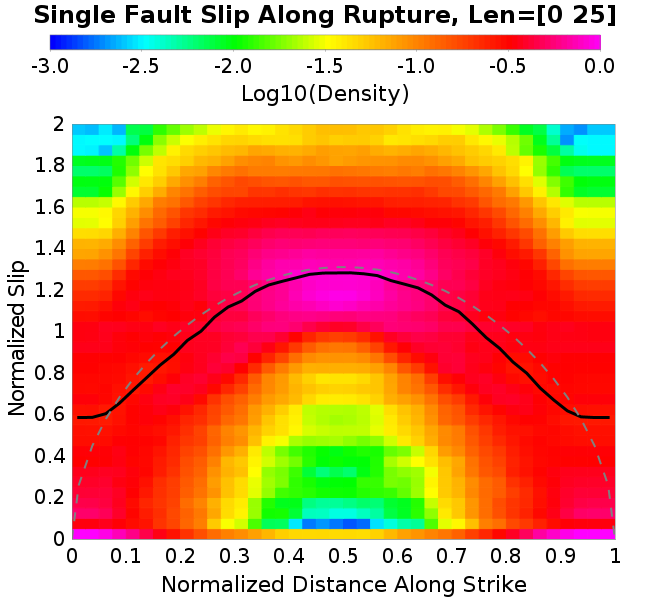 Single Fault Slip Along Rupture, Len=[0 25]
-3.0 -2.5 -2.0 -1.5 -1.0 -0.5 0.0
Log10(Density)
2
1.8
1.6
1.4
1.2
1
0.8
0.6
0.4
0.2
0
Normalized Slip
0 0.1 0.2 0.3 0.4 0.5 0.6 0.7 0.8 0.9 1
Normalized Distance Along Strike